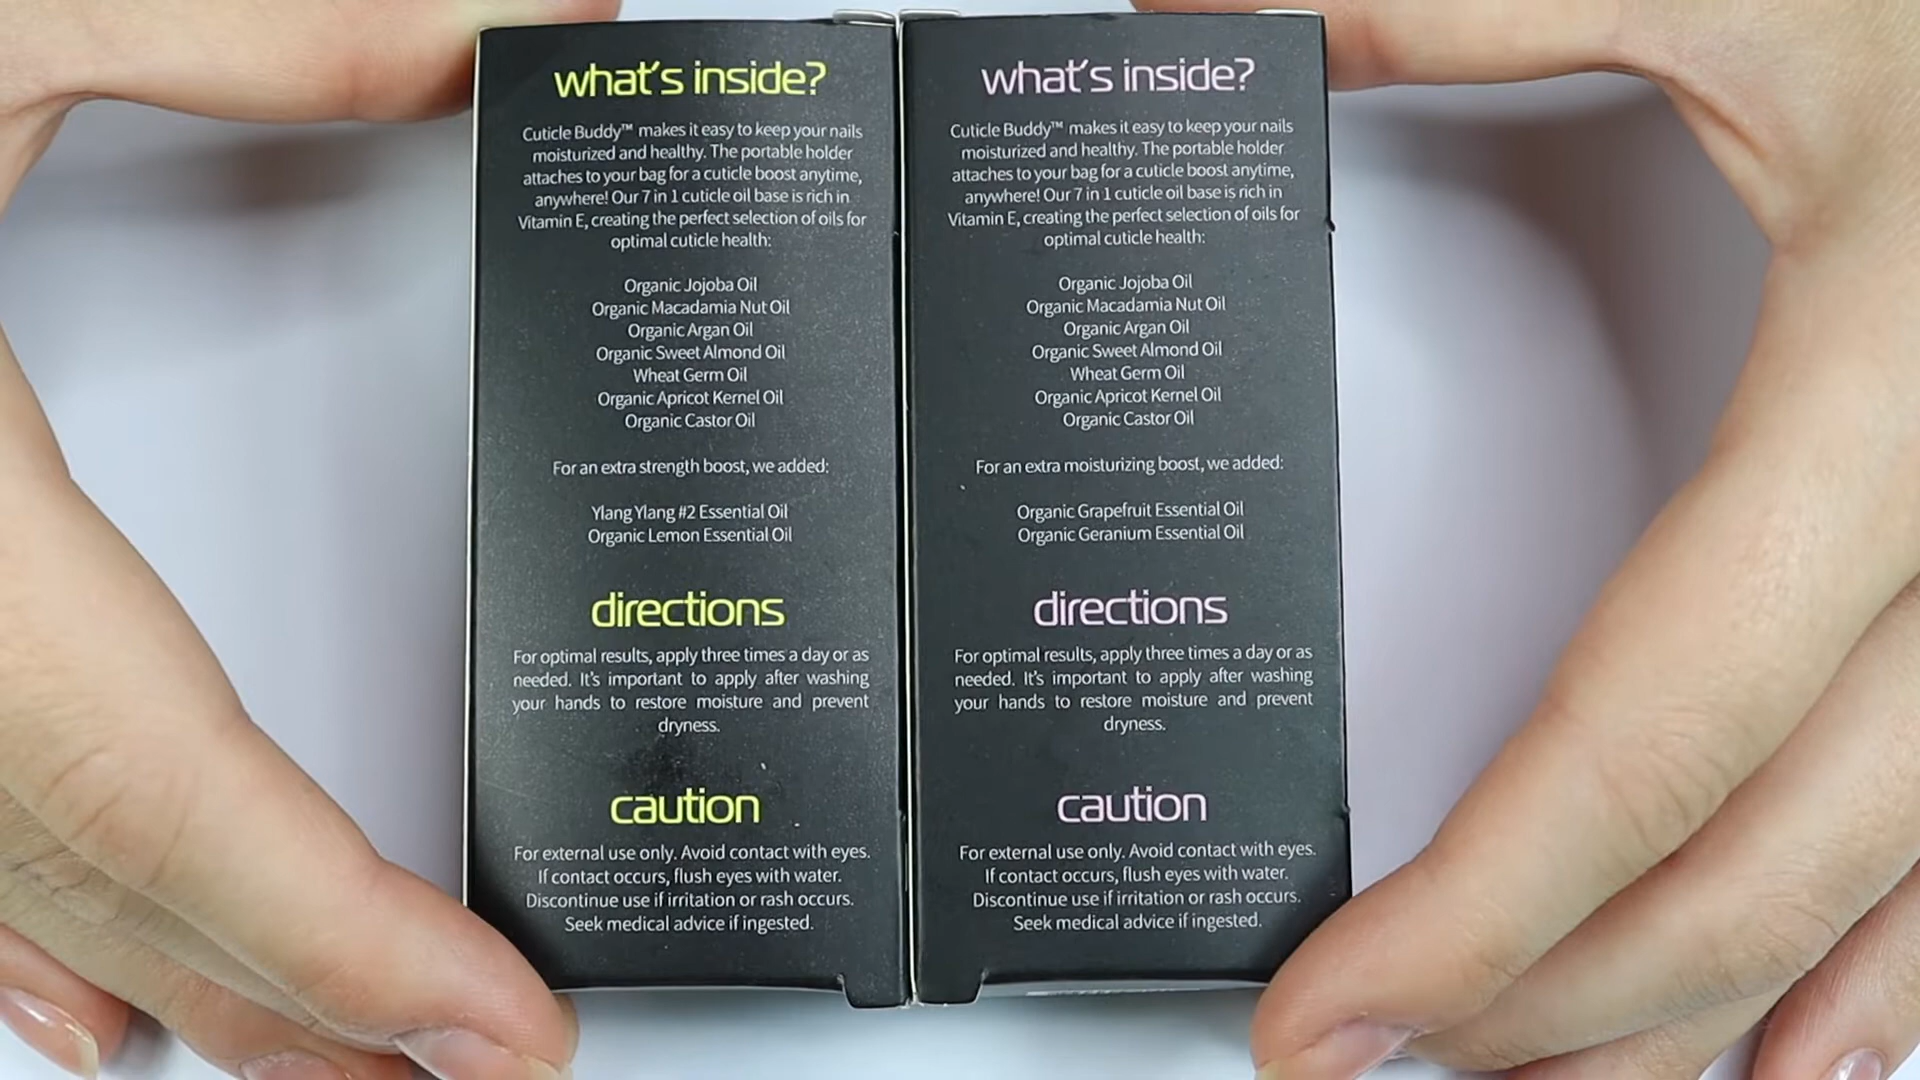 what's inside?
Cuticle Buddy™ makes it easy to keep your nails
moisturized and healthy. The portable holder
attaches to your bag for a cuticle boost anytime,
anywhere! Our 7 in 1 cuticle oil base is rich in
Vitamin E, creating the perfect selection of oils for
optimal cuticle health:
Organic Jojoba Oil
Organic Macadamia Nut Oil
Organic Argan Oil
Organic Sweet Almond Oil
Wheat Germ Oil
Organic Apricot Kernel Oil
Organic Castor Oil
For an extra strength boost, we added:
Ylang Ylang #2 Essential Oil
Organic Lemon Essential Oil
directions
For optimal results, apply three times a day or as
needed. It's important to apply after washing
your hands to restore moisture and prevent
dryness.
caution
For external use only. Avoid contact with eyes.
If contact occurs, flush eyes with water.
Discontinue use if irritation or rash occurs.
Seek medical advice if ingested.
what's inside?
Cuticle Buddy™ makes it easy to keep your nails
moisturized and healthy. The portable holder
attaches to your bag for a cuticle boost anytime,
anywhere! Our 7 in 1 cuticle oil base is rich in
Vitamin E, creating the perfect selection of oils for
optimal cuticle health:
Organic Jojoba Oil
Organic Macadamia Nut Oil
Organic Argan Oil
Organic Sweet Almond Oil
Wheat Germ Oil
Organic Apricot Kernel Oil
Organic Castor Oil
For an extra moisturizing boost, we added:
Organic Grapefruit Essential Oil
Organic Geranium Essential Oil
directions
For optimal results, apply three times a day or as
needed. It's important to apply after washing
your hands to restore moisture and prevent
dryness.
caution
For external use only. Avoid contact with eyes.
If contact occurs, flush eyes with water.
Discontinue use if irritation or rash occurs.
Seek medical advice if ingested.